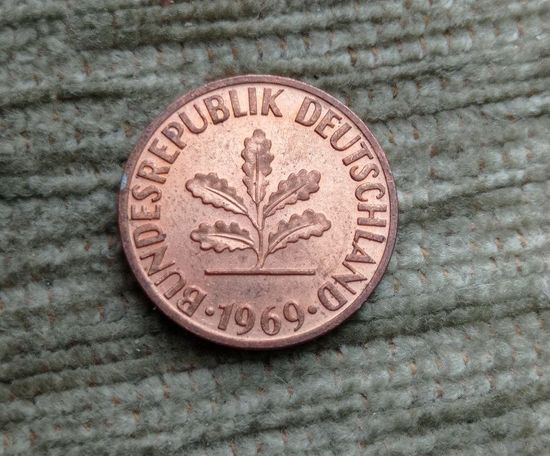 BUNDESREPUBLIK DEUTSCHLAND
· 1969 ·